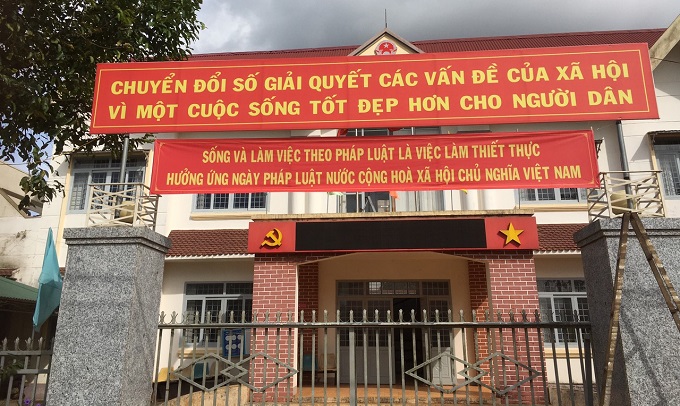 CHUYỂN ĐỔI SỐ GIẢI QUYẾT CÁC VẤN ĐỀ CỦA XÃ HỘI
VÌ MỘT CUỘC SỐNG TỐT ĐẸP HƠN CHO NGƯỜI DÂN
SỐNG VÀ LÀM VIỆC THEO PHÁP LUẬT LÀ VIỆC LÀM THIẾT THỰC
HƯỞNG ỨNG NGÀY PHÁP LUẬT NƯỚC CỘNG HOÀ XÃ HỘI CHỦ NGHĨA VIỆT NAM